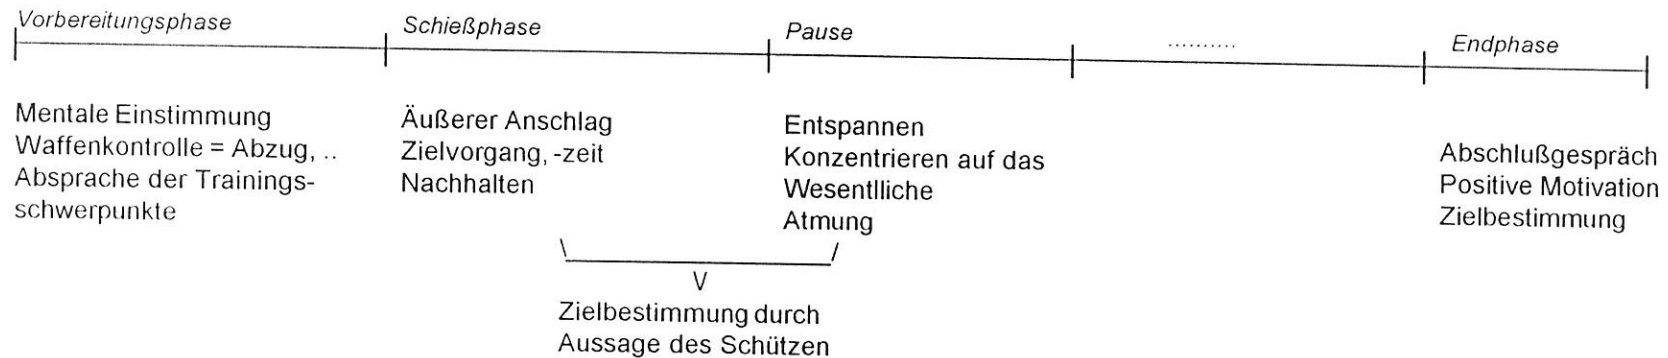 Vorbereitungsphase
Schießphase
Pause
..........
Endphase
Mentale Einstimmung
Waffenkontrolle = Abzug, ..
Absprache der Trainings-
schwerpunkte
Äußerer Anschlag
Zielvorgang, -zeit
Nachhalten
Entspannen
Konzentrieren auf das
Wesentlliche
Atmung
Abschlußgespräch
Positive Motivation
Zielbestimmung
V
Zielbestimmung durch
Aussage des Schützen